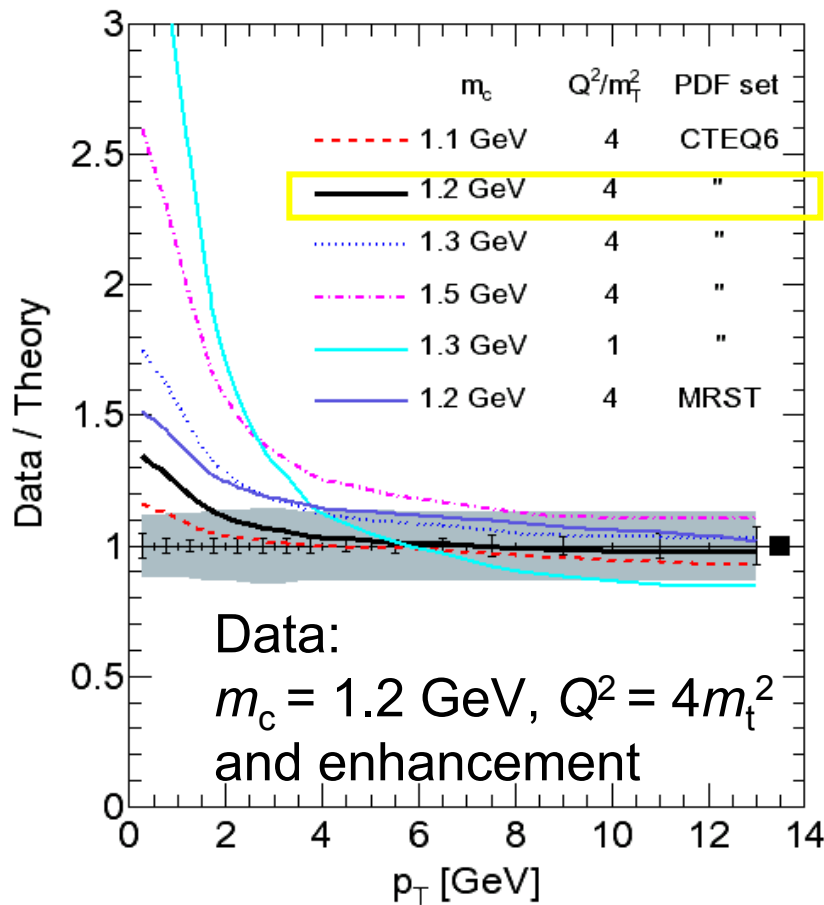 3
2.5
2
1.5
1
0.5
0
Data / Theory
m_c Q²/m_T² PDF set
1.1 GeV 4 CTEQ6
1.2 GeV 4 "
1.3 GeV 4 "
1.5 GeV 4 "
1.3 GeV 1 "
1.2 GeV 4 MRST
Data:
m_c = 1.2 GeV, Q² = 4m_t²
and enhancement
0 2 4 6 8 10 12 14
p_T [GeV]